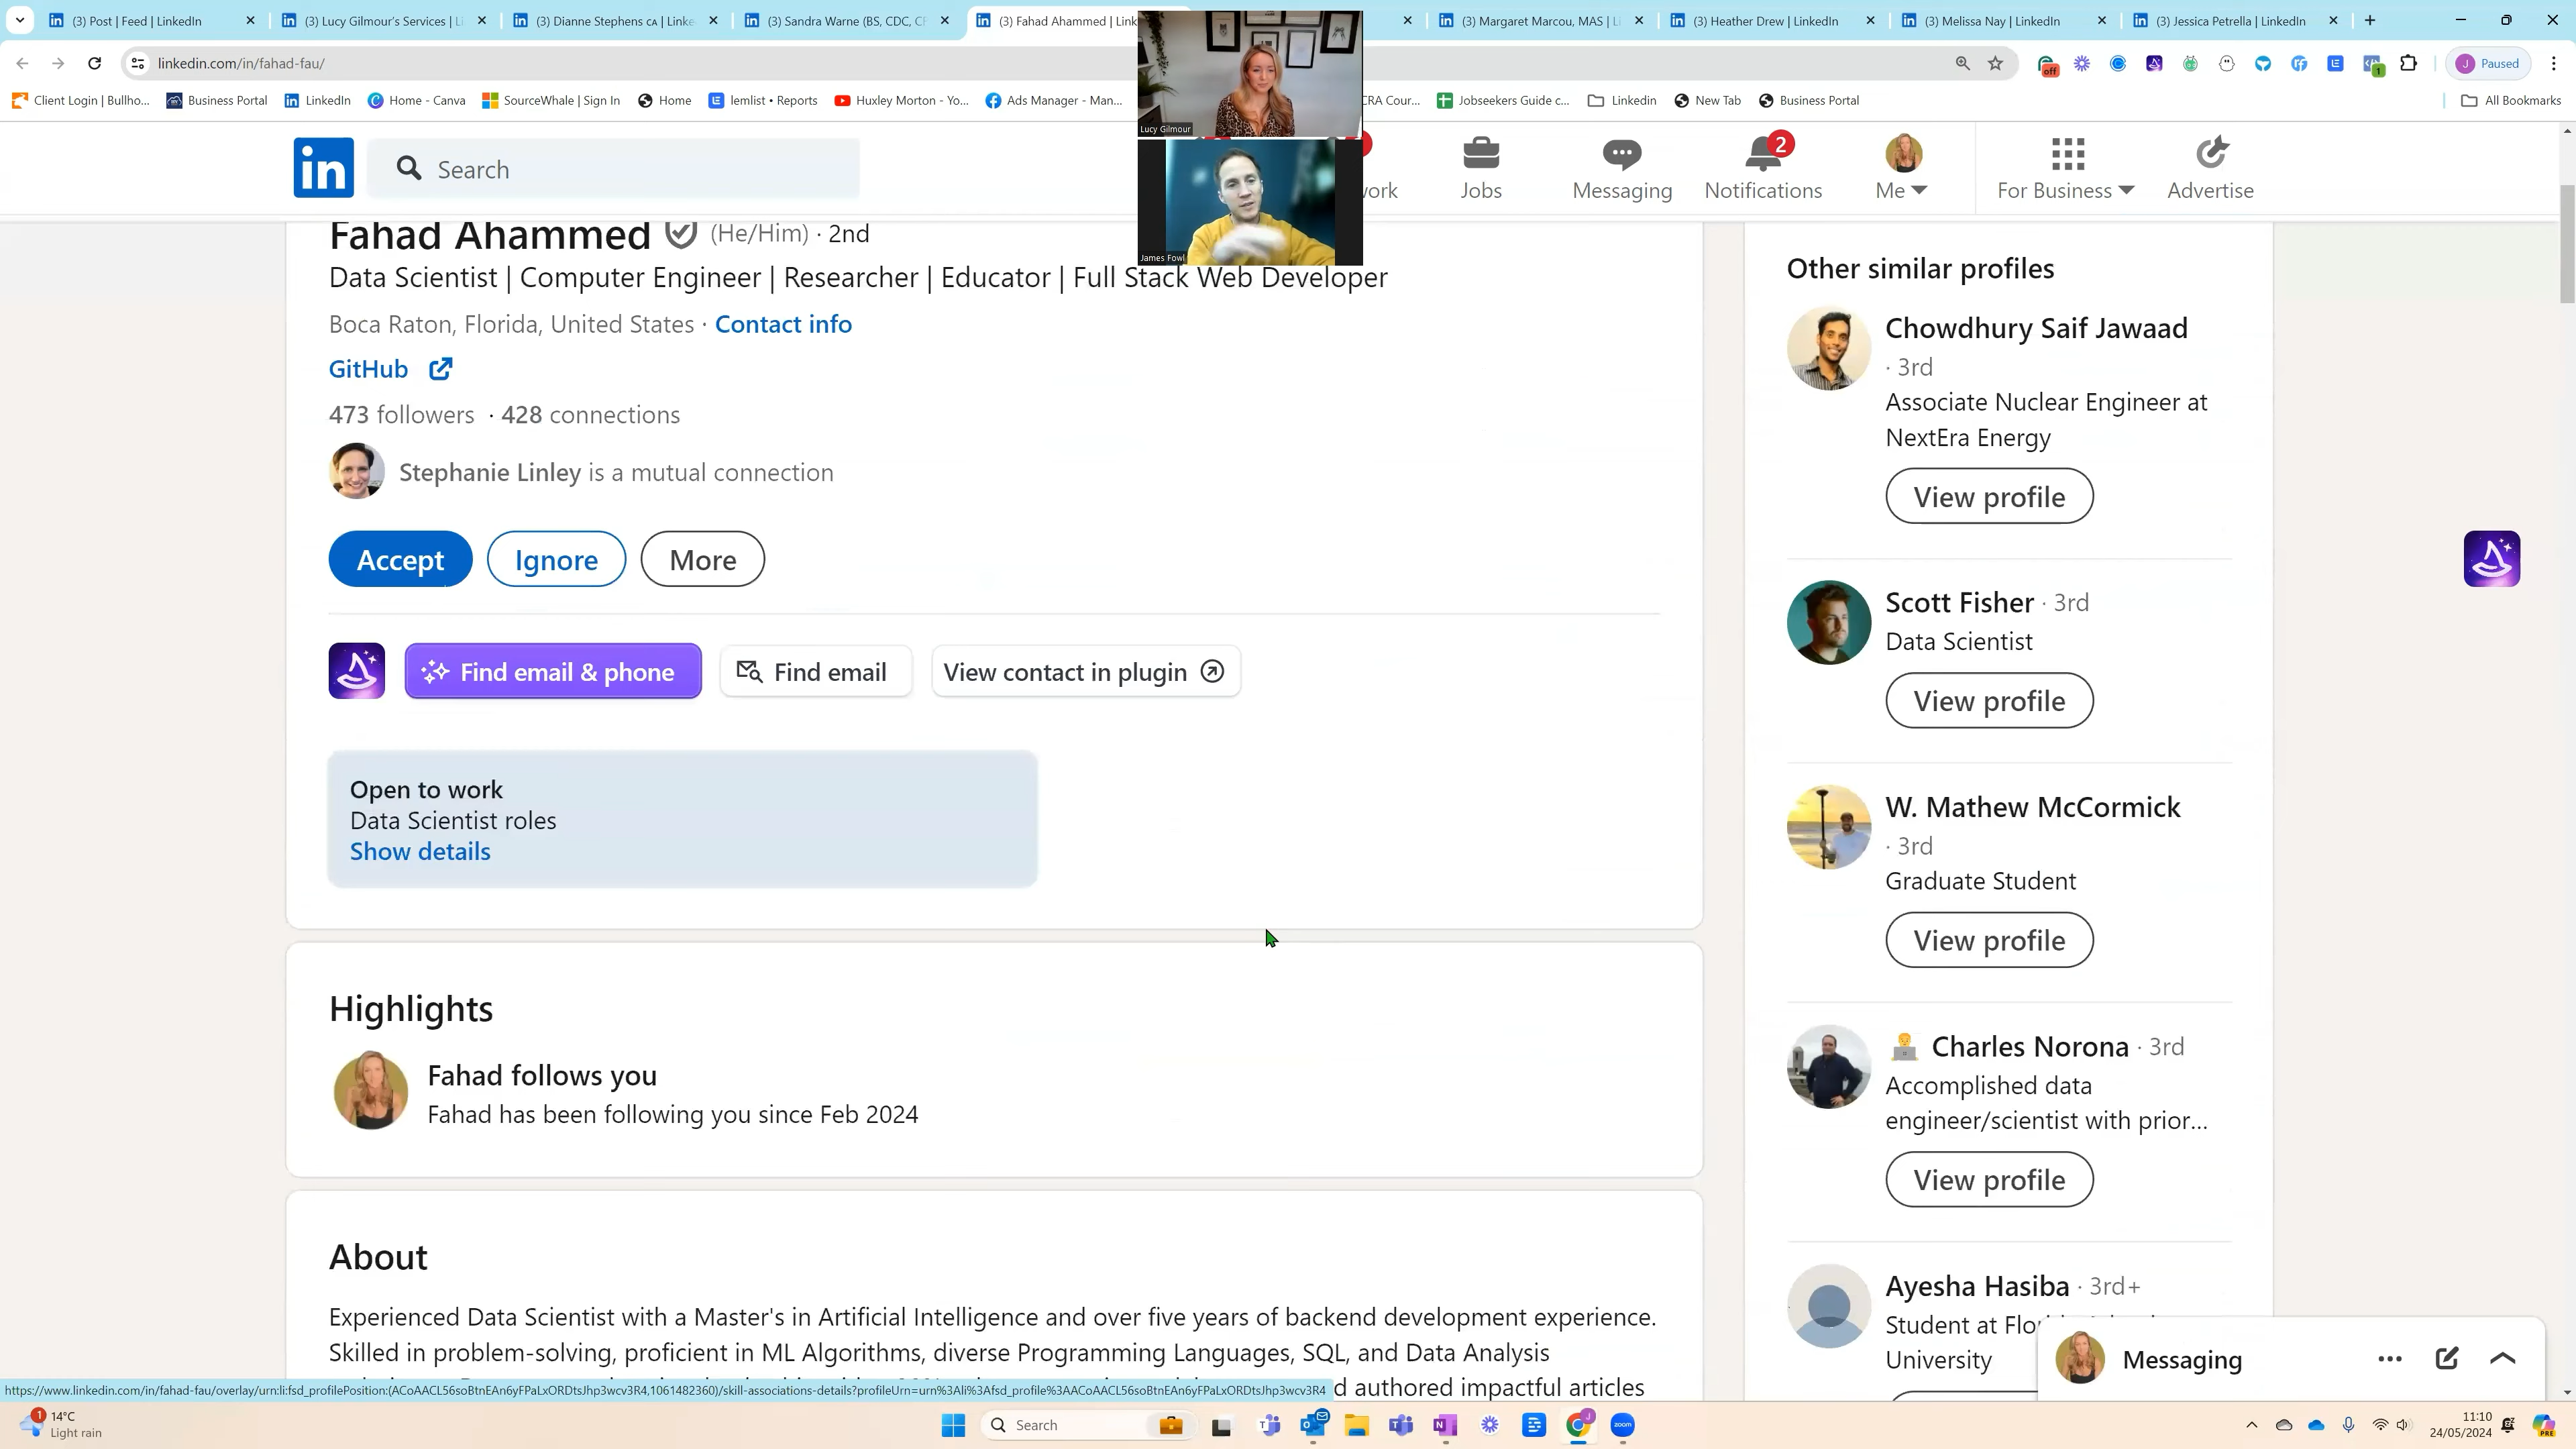 (3) Post | Feed | LinkedIn
(3) Lucy Gilmour's Services | L
(3) Dianne Stephens CA | Linke
(3) Sandra Warne (BS, CDC, CF
(3) Fahad Ahammed | Link
(3) Margaret Marcou, MAS | L
(3) Heather Drew | LinkedIn
(3) Melissa Nay | LinkedIn
(3) Jessica Petrella | LinkedIn
linkedin.com/in/fahad-fau/
off
1
J Paused
Client Login | Bullho...
Business Portal
LinkedIn
Home - Canva
SourceWhale | Sign In
Home
lemlist • Reports
Huxley Morton - Yo...
Ads Manager - Man...
CRA Cour...
Jobseekers Guide c...
Linkedin
New Tab
Business Portal
All Bookmarks
Lucy Gilmour
James Fowl
in
Search
work
Jobs
Messaging
2
Notifications
Me
For Business
Advertise
Fahad Ahammed (He/Him) · 2nd
Data Scientist | Computer Engineer | Researcher | Educator | Full Stack Web Developer
Boca Raton, Florida, United States · Contact info
GitHub
473 followers · 428 connections
Stephanie Linley is a mutual connection
Accept
Ignore
More
Find email & phone
Find email
View contact in plugin
Open to work
Data Scientist roles
Show details
Highlights
Fahad follows you
Fahad has been following you since Feb 2024
About
Experienced Data Scientist with a Master's in Artificial Intelligence and over five years of backend development experience.
Skilled in problem-solving, proficient in ML Algorithms, diverse Programming Languages, SQL, and Data Analysis
d authored impactful articles
Other similar profiles
Chowdhury Saif Jawaad
· 3rd
Associate Nuclear Engineer at
NextEra Energy
View profile
Scott Fisher · 3rd
Data Scientist
View profile
W. Mathew McCormick
· 3rd
Graduate Student
View profile
Charles Norona · 3rd
Accomplished data
engineer/scientist with prior...
View profile
Ayesha Hasiba · 3rd+
Student at Flo
University
Messaging
https://www.linkedin.com/in/fahad-fau/overlay/urn:li:fsd_profilePosition:(ACoAACL56soBtnEAn6yFPaLxORDtsJhp3wcv3R4,1061482360)/skill-associations-details?profileUrn=urn%3Ali%3Afsd_profile%3AACoAACL56soBtnEAn6yFPaLxORDtsJhp3wcv3R4
1
14°C
Light rain
Search
zoom
11:10
24/05/2024
PRE